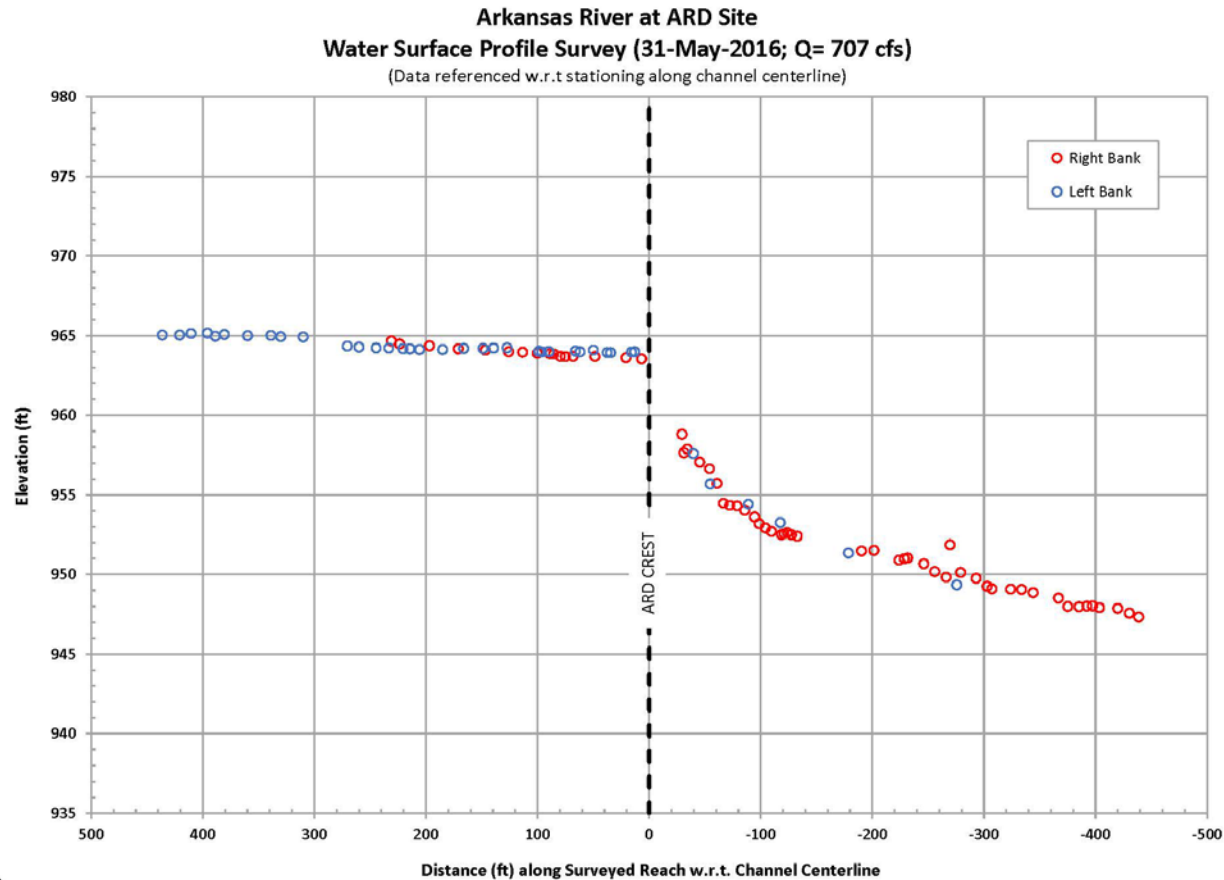 Arkansas River at ARD Site
Water Surface Profile Survey (31-May-2016; Q= 707 cfs)
(Data referenced w.r.t stationing along channel centerline)
980
975
970
965
960
955
950
945
940
935
Elevation (ft)
Right Bank
Left Bank
ARD CREST
500 400 300 200 100 0 -100 -200 -300 -400 -500
Distance (ft) along Surveyed Reach w.r.t. Channel Centerline